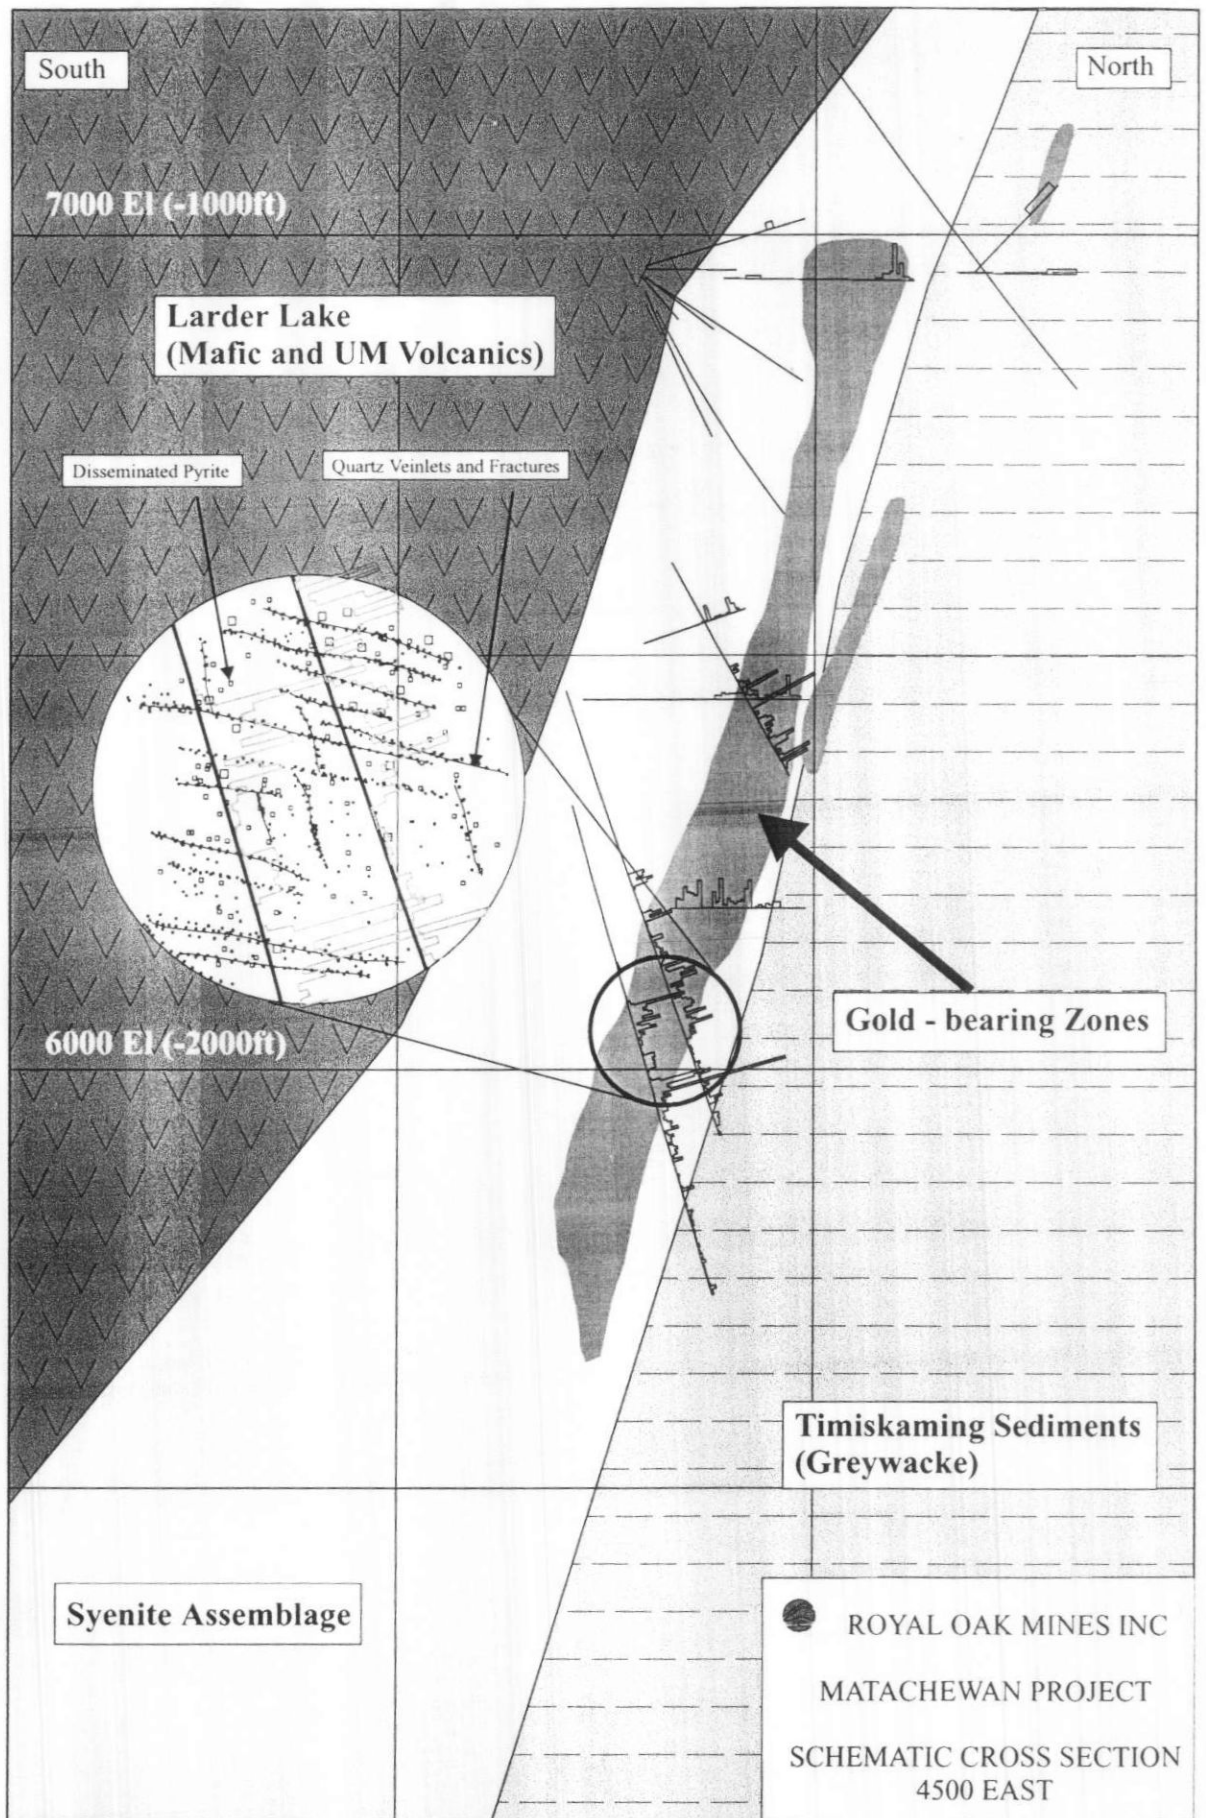 South
North
7000 El (-1000ft)
Larder Lake
(Mafic and UM Volcanics)
Disseminated Pyrite
Quartz Veinlets and Fractures
Gold - bearing Zones
6000 El (-2000ft)
Timiskaming Sediments
(Greywacke)
Syenite Assemblage
ROYAL OAK MINES INC
MATACHEWAN PROJECT
SCHEMATIC CROSS SECTION
4500 EAST